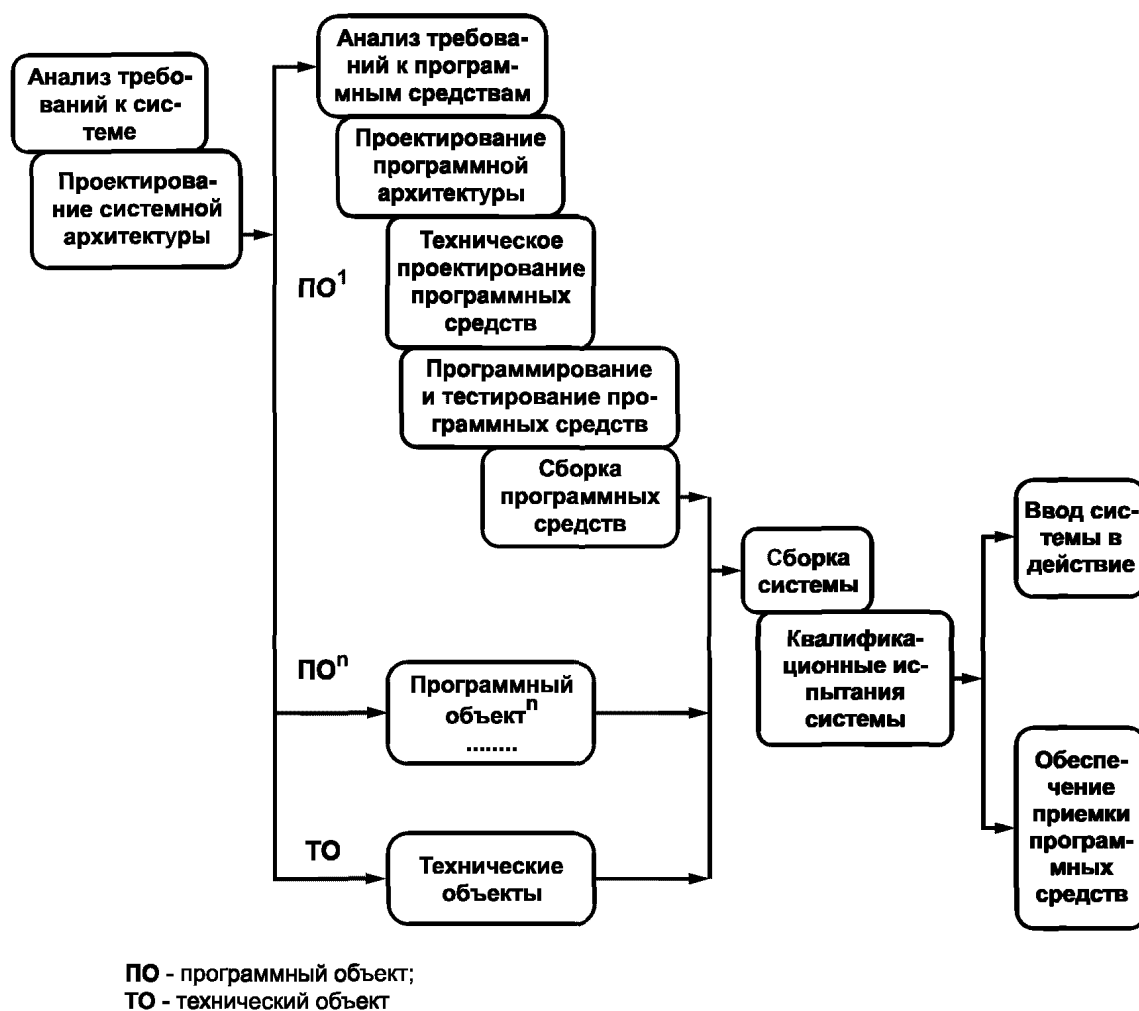 Анализ требо-
ваний к сис-
теме
Проектирова-
ние системной
архитектуры
Анализ требова-
ний к програм-
мным средствам
Проектирование
программной
архитектуры
ПО¹
Техническое
проектирование
программных
средств
Программирование
и тестирование про-
граммных средств
Сборка
программных
средств
ПОⁿ
Программный
объектⁿ
........
ТО
Технические
объекты
Сборка
системы
Квалифика-
ционные ис-
пытания
системы
Ввод сис-
темы в
действие
Обеспе-
чение
приемки
програм-
мных
средств
ПО - программный объект;
ТО - технический объект